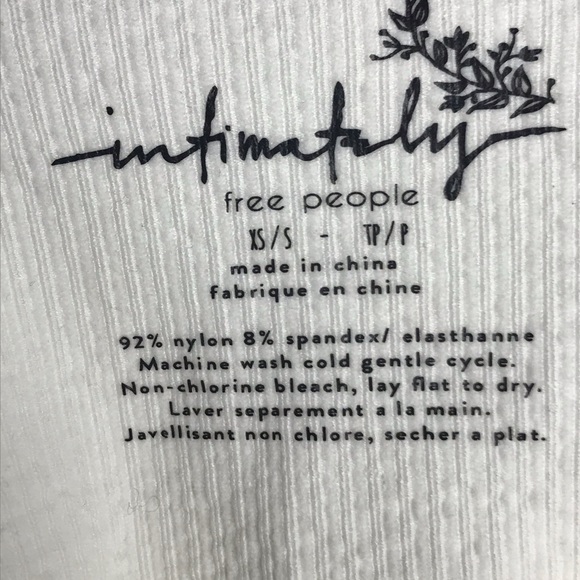 intimately
free people
XS/S - TP/P
made in china
fabrique en chine
92% nylon 8% spandex/ elasthanne
Machine wash cold gentle cycle.
Non-chlorine bleach, lay flat to dry.
Laver separement a la main.
Javellisant non chlore, secher a plat.